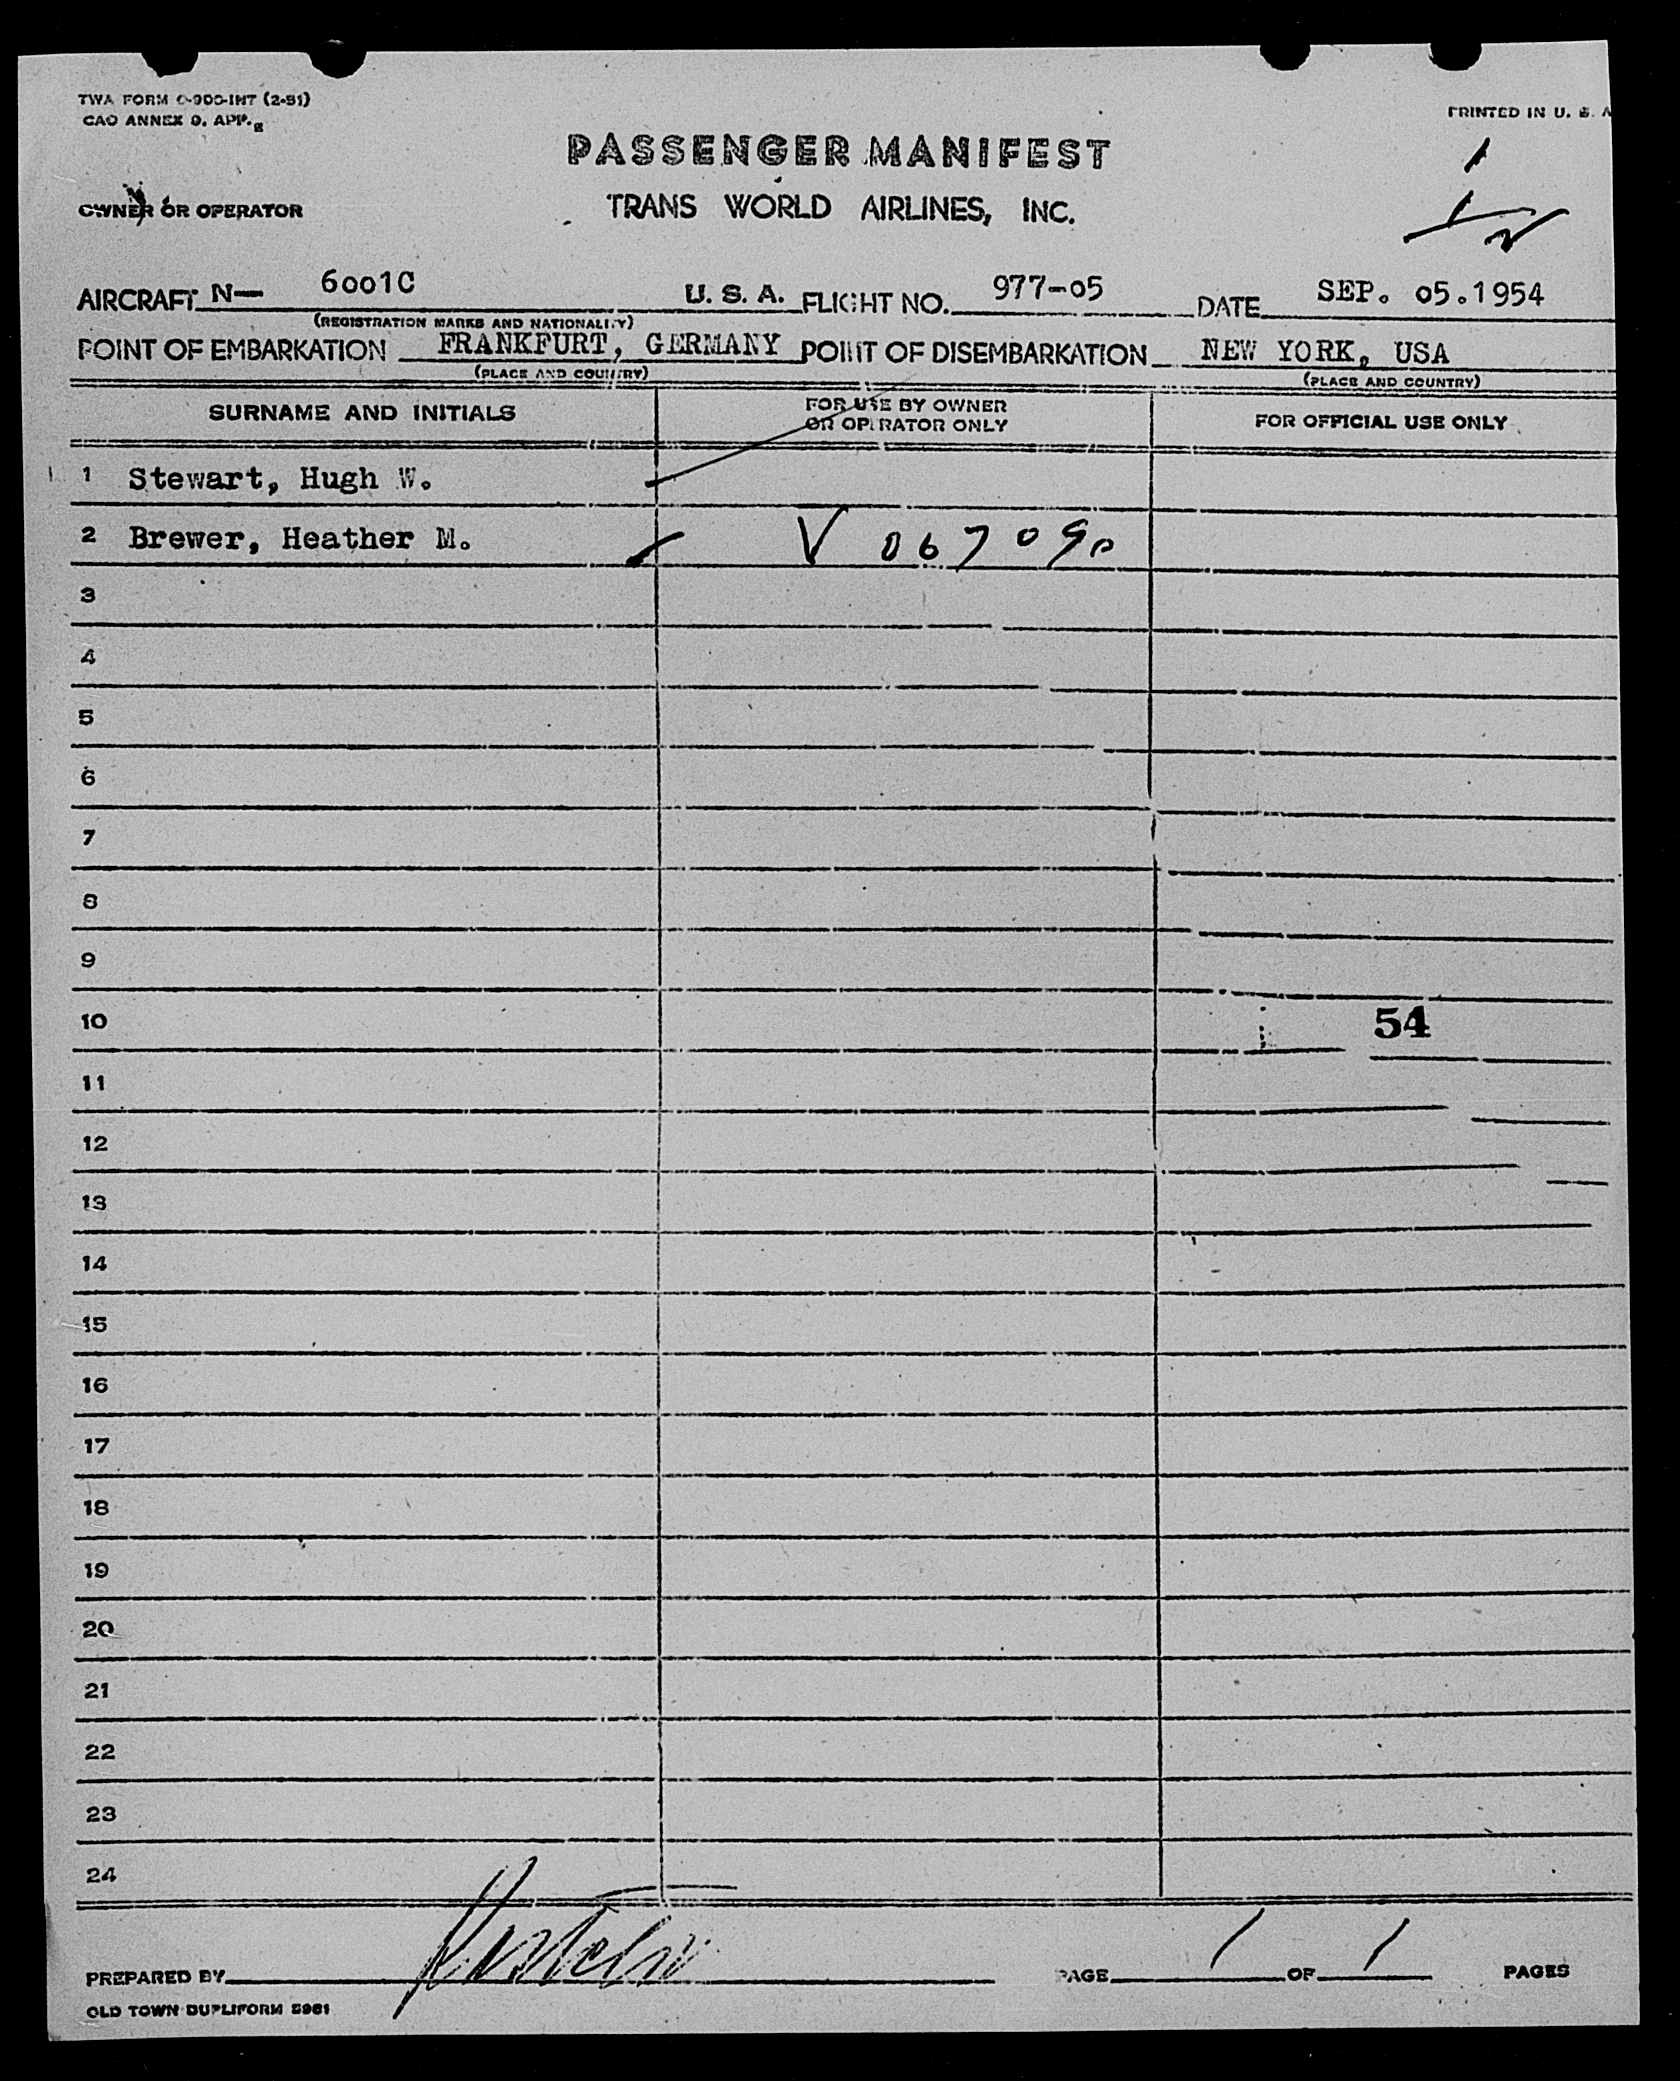 TWA FORM O-900-INT (2-51)
CAO ANNEX 9. APP. 2
PRINTED IN U. S. A
PASSENGER MANIFEST
OWNER OR OPERATOR
TRANS WORLD AIRLINES, INC.
AIRCRAFT N— 6001C U. S. A. FLIGHT NO. 977-05 DATE SEP. 05.1954
(REGISTRATION MARKS AND NATIONALITY)
POINT OF EMBARKATION FRANKFURT, GERMANY POINT OF DISEMBARKATION NEW YORK, USA
(PLACE AND COUNTRY) (PLACE AND COUNTRY)
SURNAME AND INITIALS
FOR USE BY OWNER
OR OPERATOR ONLY
FOR OFFICIAL USE ONLY
1 Stewart, Hugh W.
2 Brewer, Heather M. V 067090
3
4
5
6
7
8
9
10 54
11
12
13
14
15
16
17
18
19
20
21
22
23
24
PREPARED BY PAGE 1 OF 1 PAGES
OLD TOWN DUPLIFORM 5961